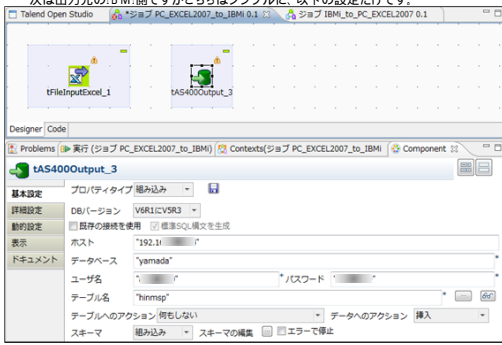 次は出力元のIBMi側ですがこちらはシンプルに、以下の設定だけです。
Talend Open Studio *ジョブ PC_EXCEL2007_to_IBMi 0.1 ジョブ IBMi_to_PC_EXCEL2007 0.1
tFileInputExcel_1 tAS400Output_3
Designer Code
Problems 実行 (ジョブ PC_EXCEL2007_to_IBMi) Contexts(ジョブ PC_EXCEL2007_to_IBMi Component
tAS400Output_3
基本設定
詳細設定
動的設定
表示
ドキュメント
プロパティタイプ 組み込み
DBバージョン V6R1にV5R3
既存の接続を使用 標準SQL構文を生成
ホスト "192.1
データベース "yamada" *
ユーザ名 * パスワード *
テーブル名 "hinmsp" * ...
テーブルへのアクション 何もしない データへのアクション 挿入
スキーマ 組み込み スキーマの編集 ... エラーで停止